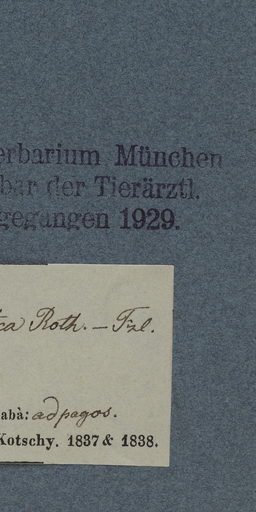 erbarium München
bar der Tierärztl.
gegangen 1929.
ca Roth. – Fzl.
abà: ad pagos.
Kotschy. 1837 & 1838.